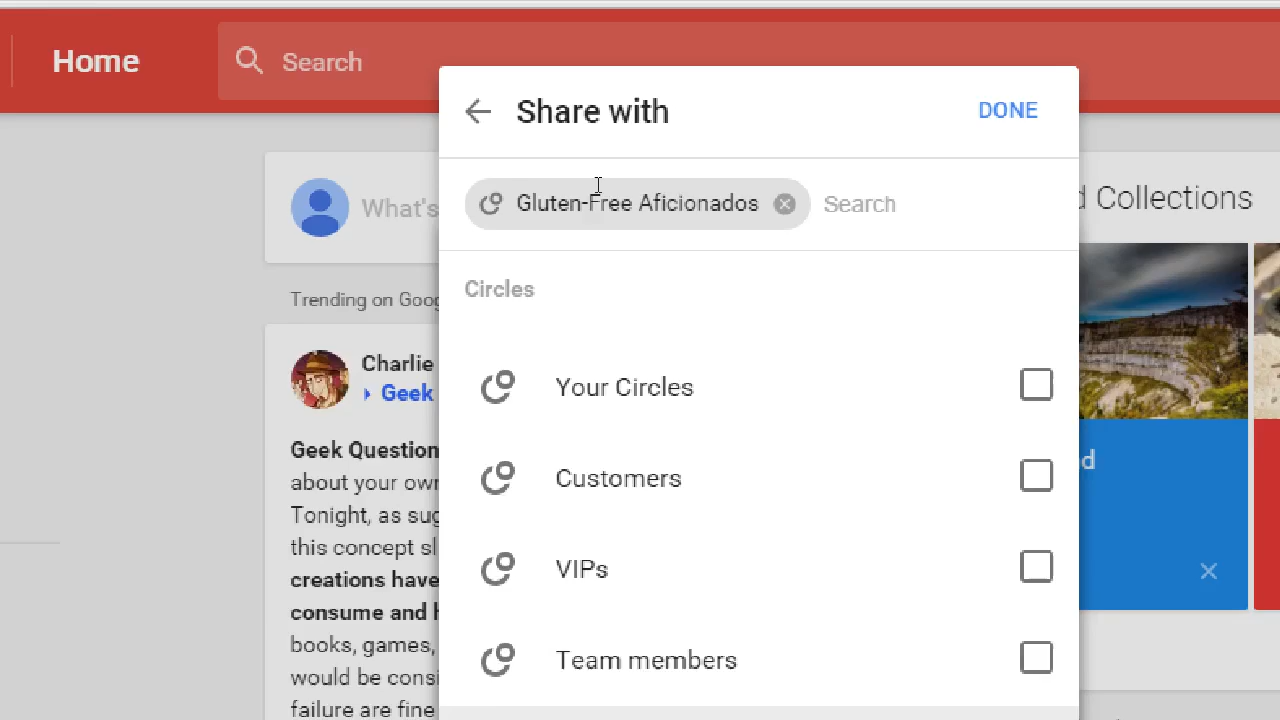 Home
Search
Share with
DONE
Gluten-Free Aficionados
Search
Circles
Your Circles
Customers
VIPs
Team members
What's
Trending on Goog
Charlie
Geek
Geek Question
about your own
Tonight, as sug
this concept sl
creations have
consume and h
books, games,
would be consi
failure are fine
d Collections
d